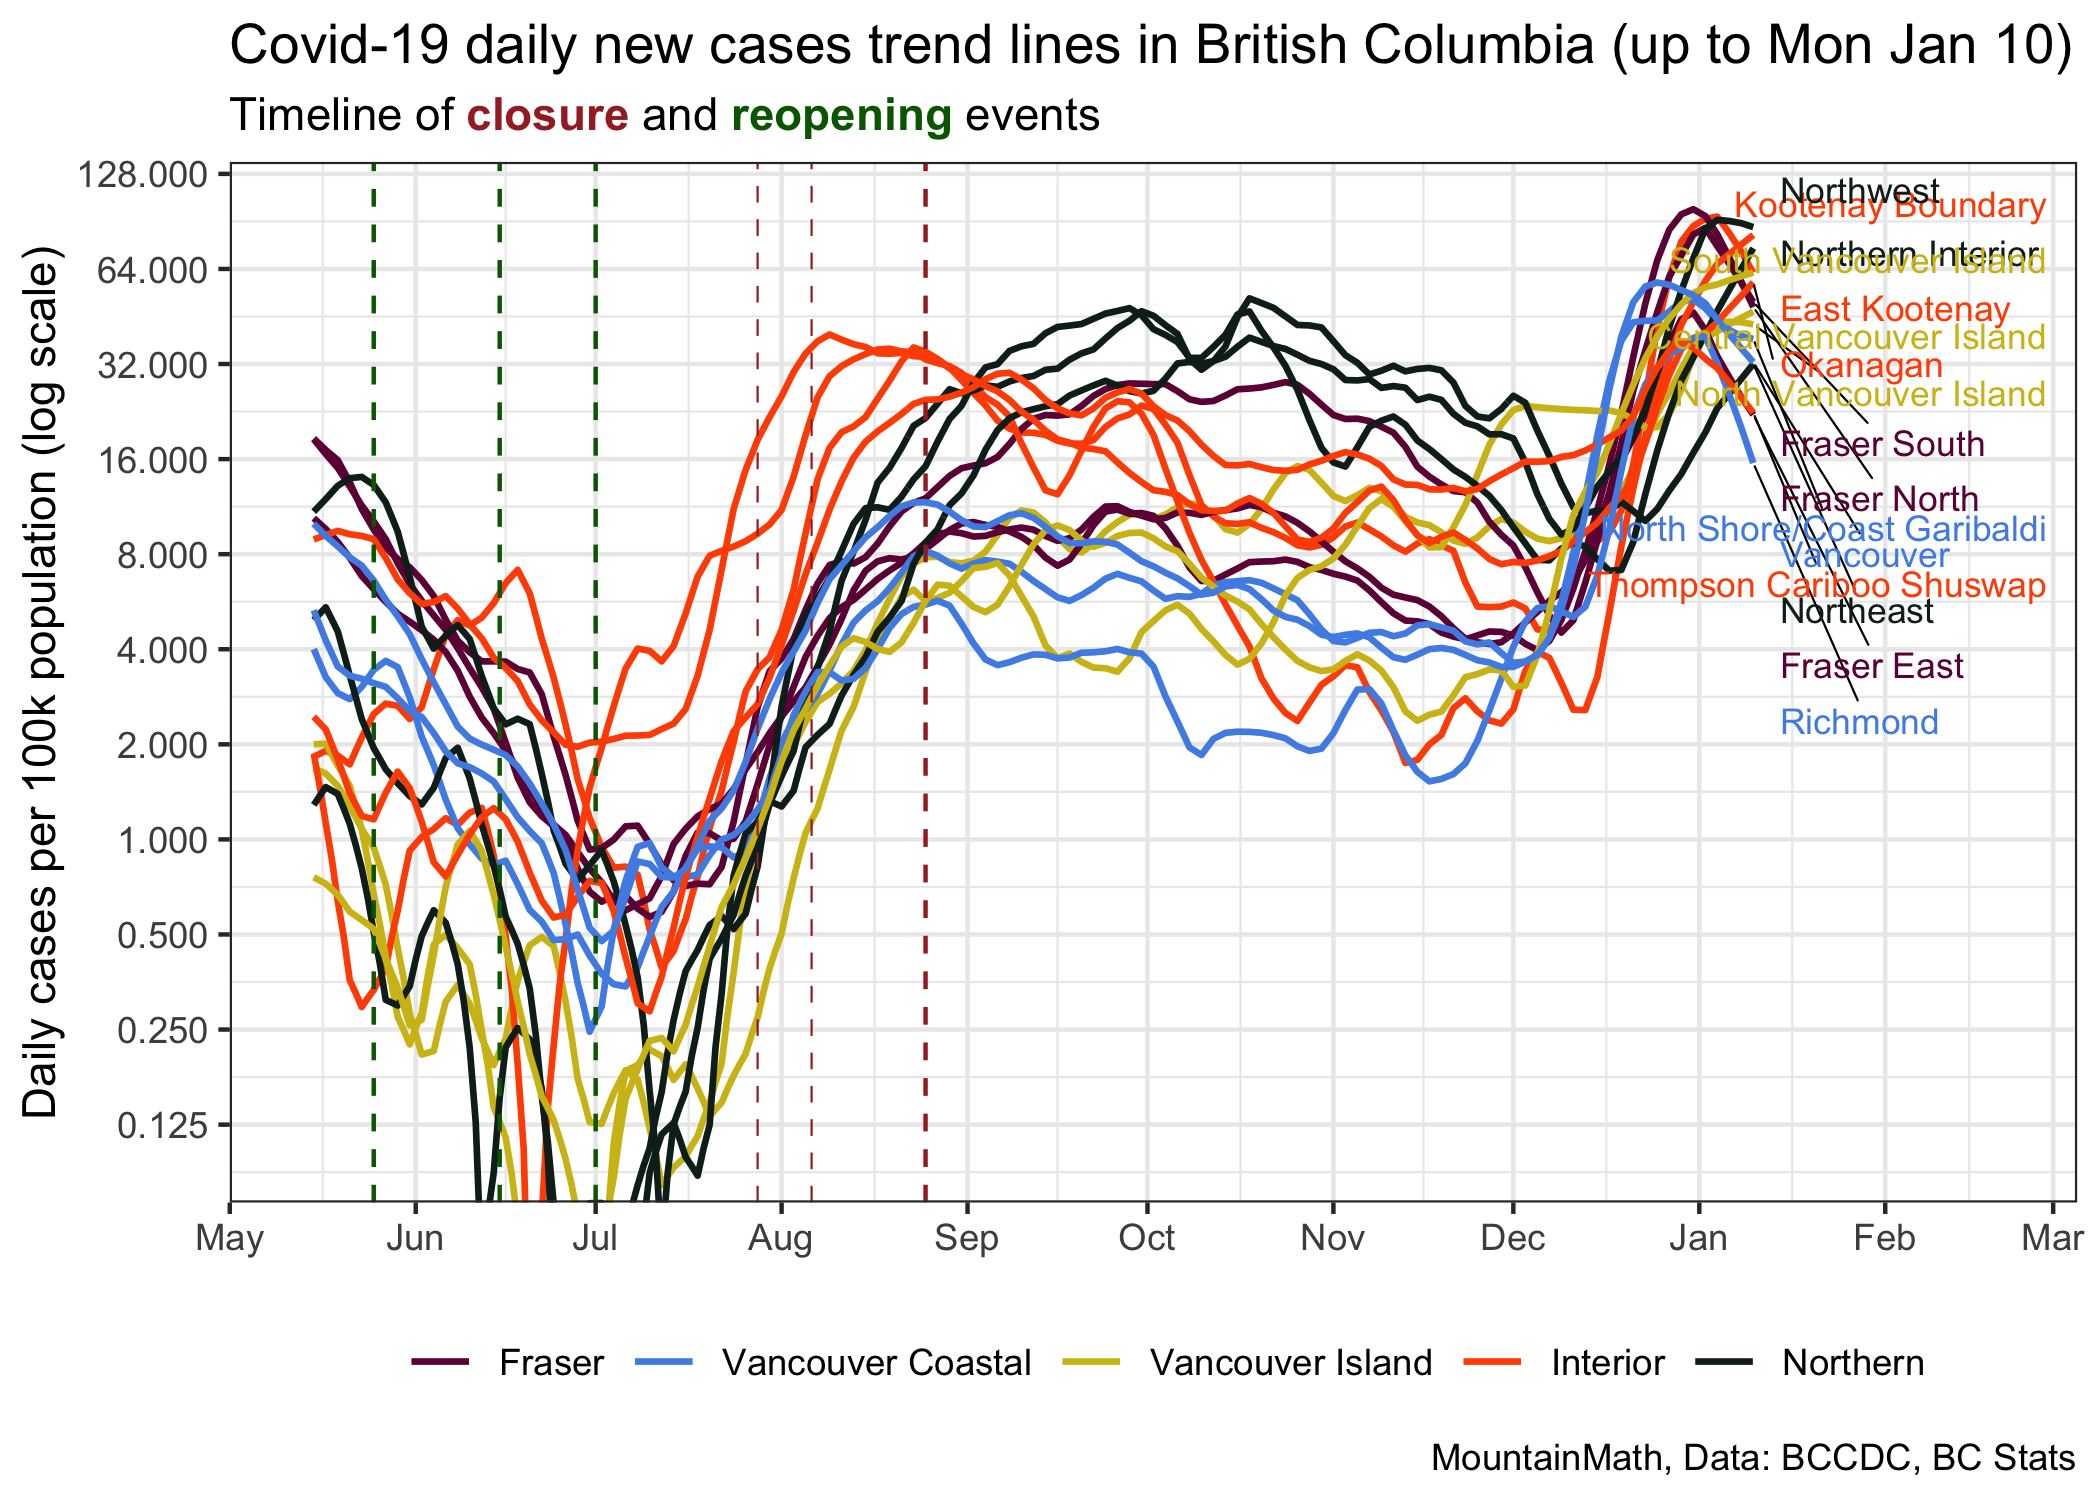 Covid-19 daily new cases trend lines in British Columbia (up to Mon Jan 10)
Timeline of closure and reopening events
Daily cases per 100k population (log scale)
128.000
64.000
32.000
16.000
8.000
4.000
2.000
1.000
0.500
0.250
0.125
Northwest
Kootenay Boundary
Northern Interior
South Vancouver Island
East Kootenay
Central Vancouver Island
Okanagan
North Vancouver Island
Fraser South
Fraser North
North Shore/Coast Garibaldi
Vancouver
Thompson Cariboo Shuswap
Northeast
Fraser East
Richmond
May Jun Jul Aug Sep Oct Nov Dec Jan Feb Mar
Fraser Vancouver Coastal Vancouver Island Interior Northern
MountainMath, Data: BCCDC, BC Stats